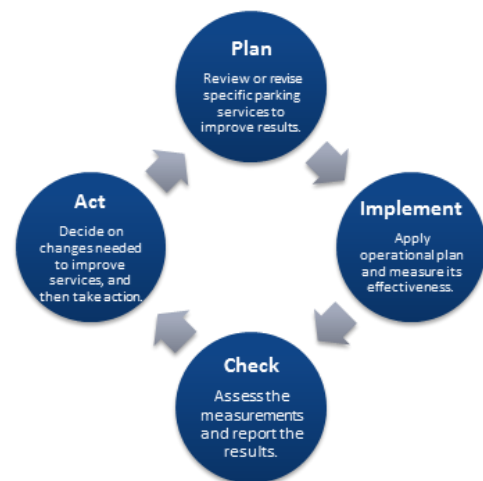 Plan
Review or revise
specific parking
services to
improve results.
Implement
Apply
operational plan
and measure its
effectiveness.
Check
Assess the
measurements
and report the
results.
Act
Decide on
changes needed
to improve
services, and
then take action.